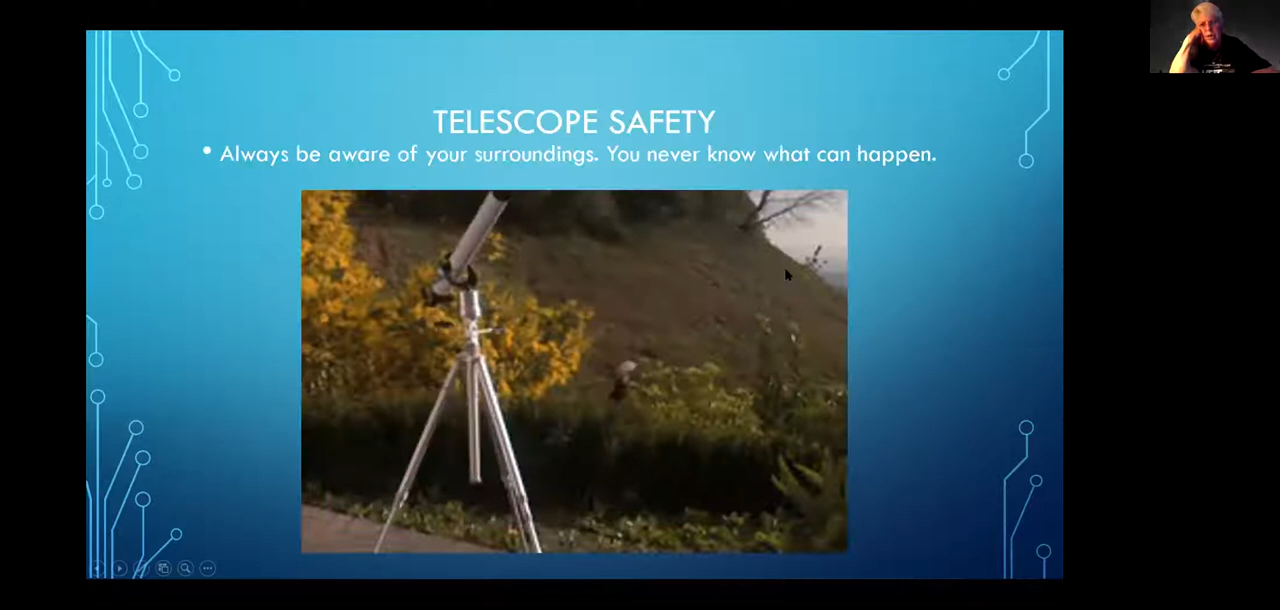 TELESCOPE SAFETY
• Always be aware of your surroundings. You never know what can happen.